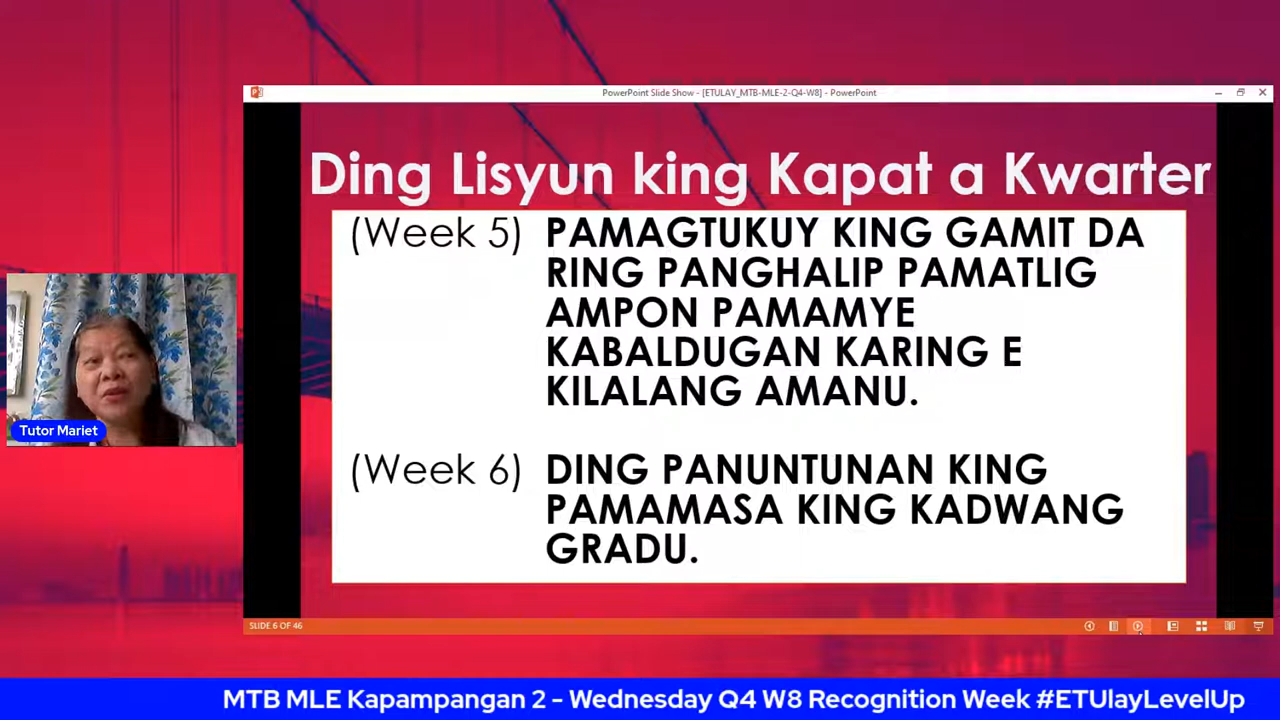 PowerPoint Slide Show - [ETULAY_MTB-MLE-2-Q4-W8] - PowerPoint
Ding Lisyun king Kapat a Kwarter
(Week 5) PAMAGTUKUY KING GAMIT DA
RING PANGHALIP PAMATLIG
AMPON PAMAMYE
KABALDUGAN KARING E
KILALANG AMANU.
(Week 6) DING PANUNTUNAN KING
PAMAMASA KING KADWANG
GRADU.
Tutor Mariet
SLIDE 6 OF 46
MTB MLE Kapampangan 2 - Wednesday Q4 W8 Recognition Week #ETUlayLevelUp